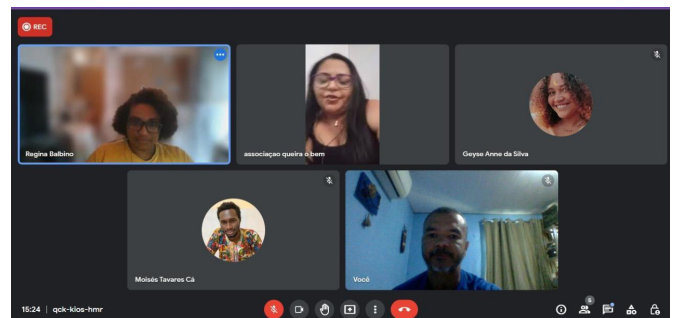 REC
Regina Balbino
associaçao queira o bem
Geyse Anne da Silva
Moisés Tavares Cá
Você
15:24 | qck-klos-hmr
6